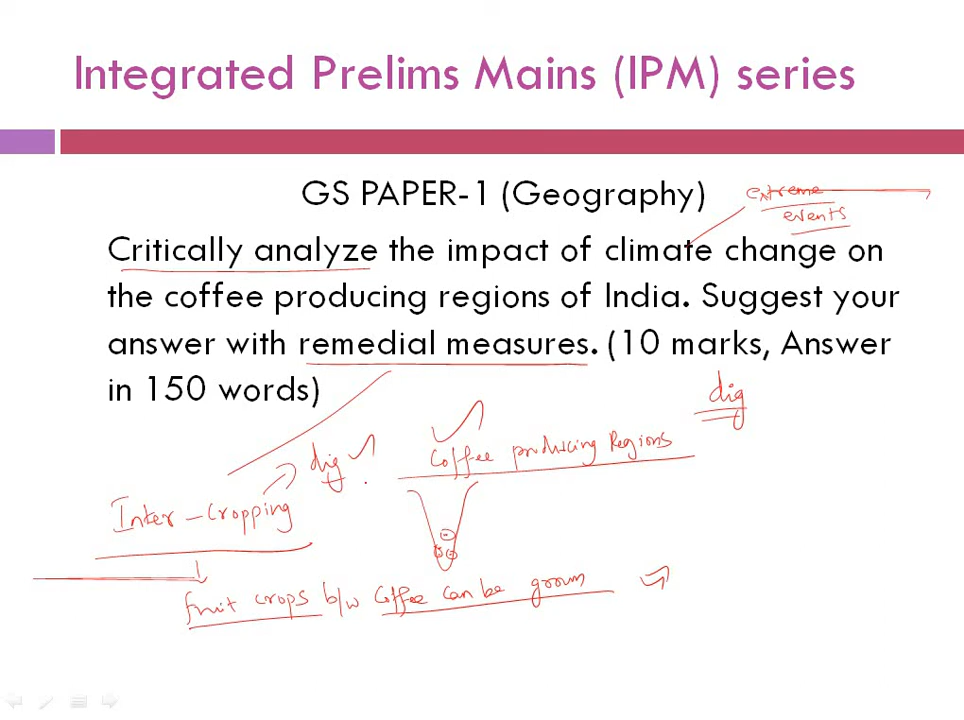 Integrated Prelims Mains (IPM) series
GS PAPER-1 (Geography)
extreme
events
Critically analyze the impact of climate change on
the coffee producing regions of India. Suggest your
answer with remedial measures. (10 marks, Answer
in 150 words)
dig
Coffee producing Regions
dig
Inter-Cropping
fruit crops b/w Coffee can be grown